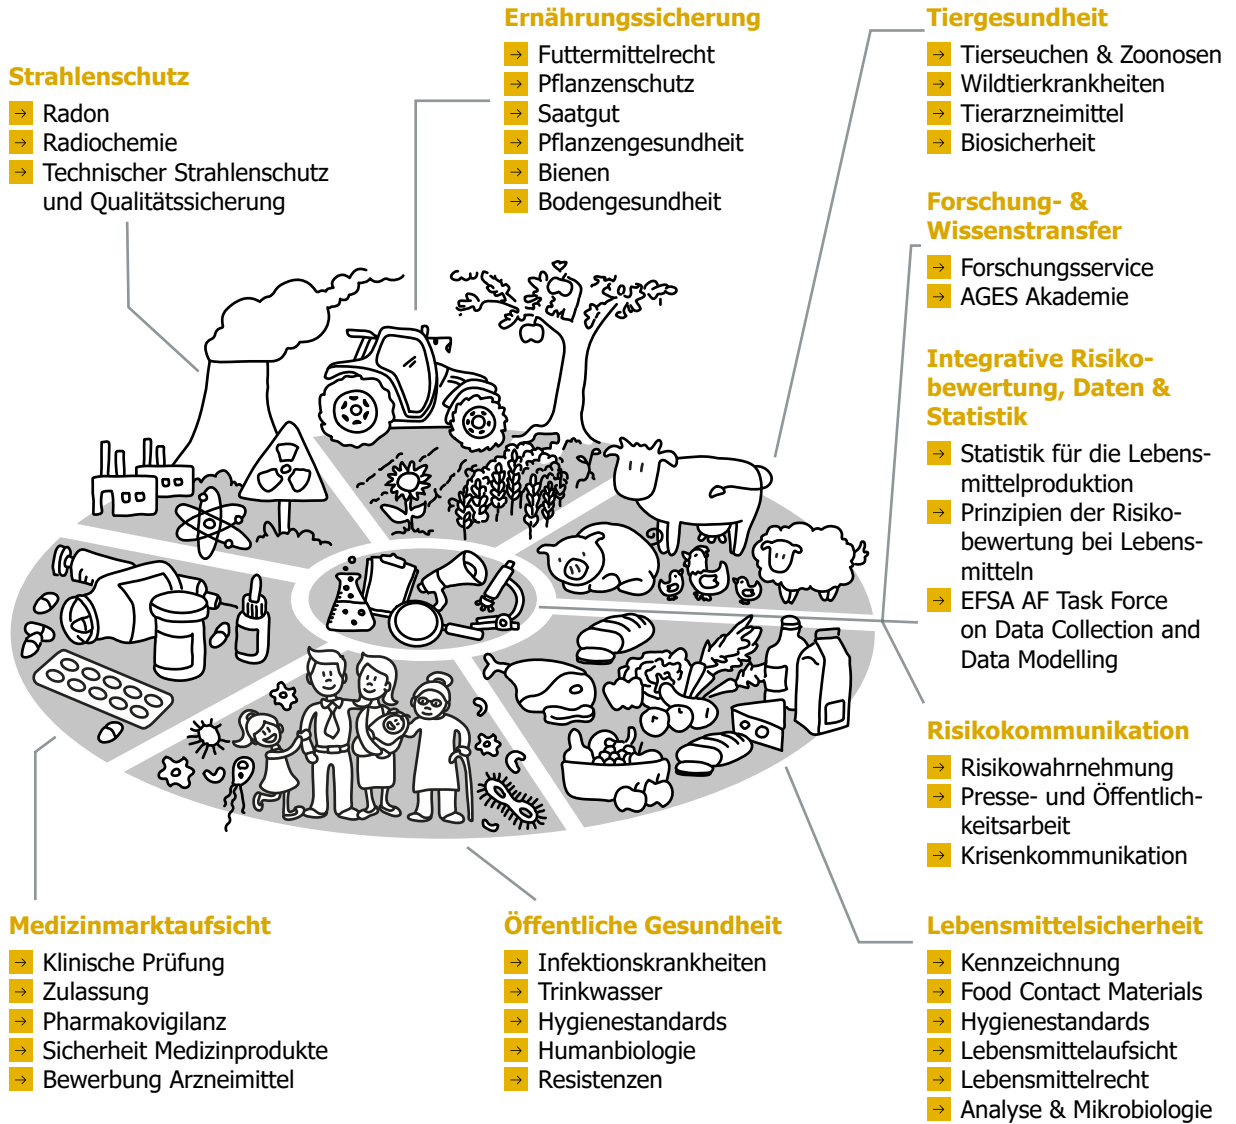 Strahlenschutz
→ Radon
→ Radiochemie
→ Technischer Strahlenschutz
und Qualitätssicherung
Ernährungssicherung
→ Futtermittelrecht
→ Pflanzenschutz
→ Saatgut
→ Pflanzengesundheit
→ Bienen
→ Bodengesundheit
Tiergesundheit
→ Tierseuchen & Zoonosen
→ Wildtierkrankheiten
→ Tierarzneimittel
→ Biosicherheit
Forschung- &
Wissenstransfer
→ Forschungsservice
→ AGES Akademie
Integrative Risiko-
bewertung, Daten &
Statistik
→ Statistik für die Lebens-
mittelproduktion
→ Prinzipien der Risiko-
bewertung bei Lebens-
mitteln
→ EFSA AF Task Force
on Data Collection and
Data Modelling
Risikokommunikation
→ Risikowahrnehmung
→ Presse- und Öffentlich-
keitsarbeit
→ Krisenkommunikation
Medizinmarktaufsicht
→ Klinische Prüfung
→ Zulassung
→ Pharmakovigilanz
→ Sicherheit Medizinprodukte
→ Bewerbung Arzneimittel
Öffentliche Gesundheit
→ Infektionskrankheiten
→ Trinkwasser
→ Hygienestandards
→ Humanbiologie
→ Resistenzen
Lebensmittelsicherheit
→ Kennzeichnung
→ Food Contact Materials
→ Hygienestandards
→ Lebensmittelaufsicht
→ Lebensmittelrecht
→ Analyse & Mikrobiologie